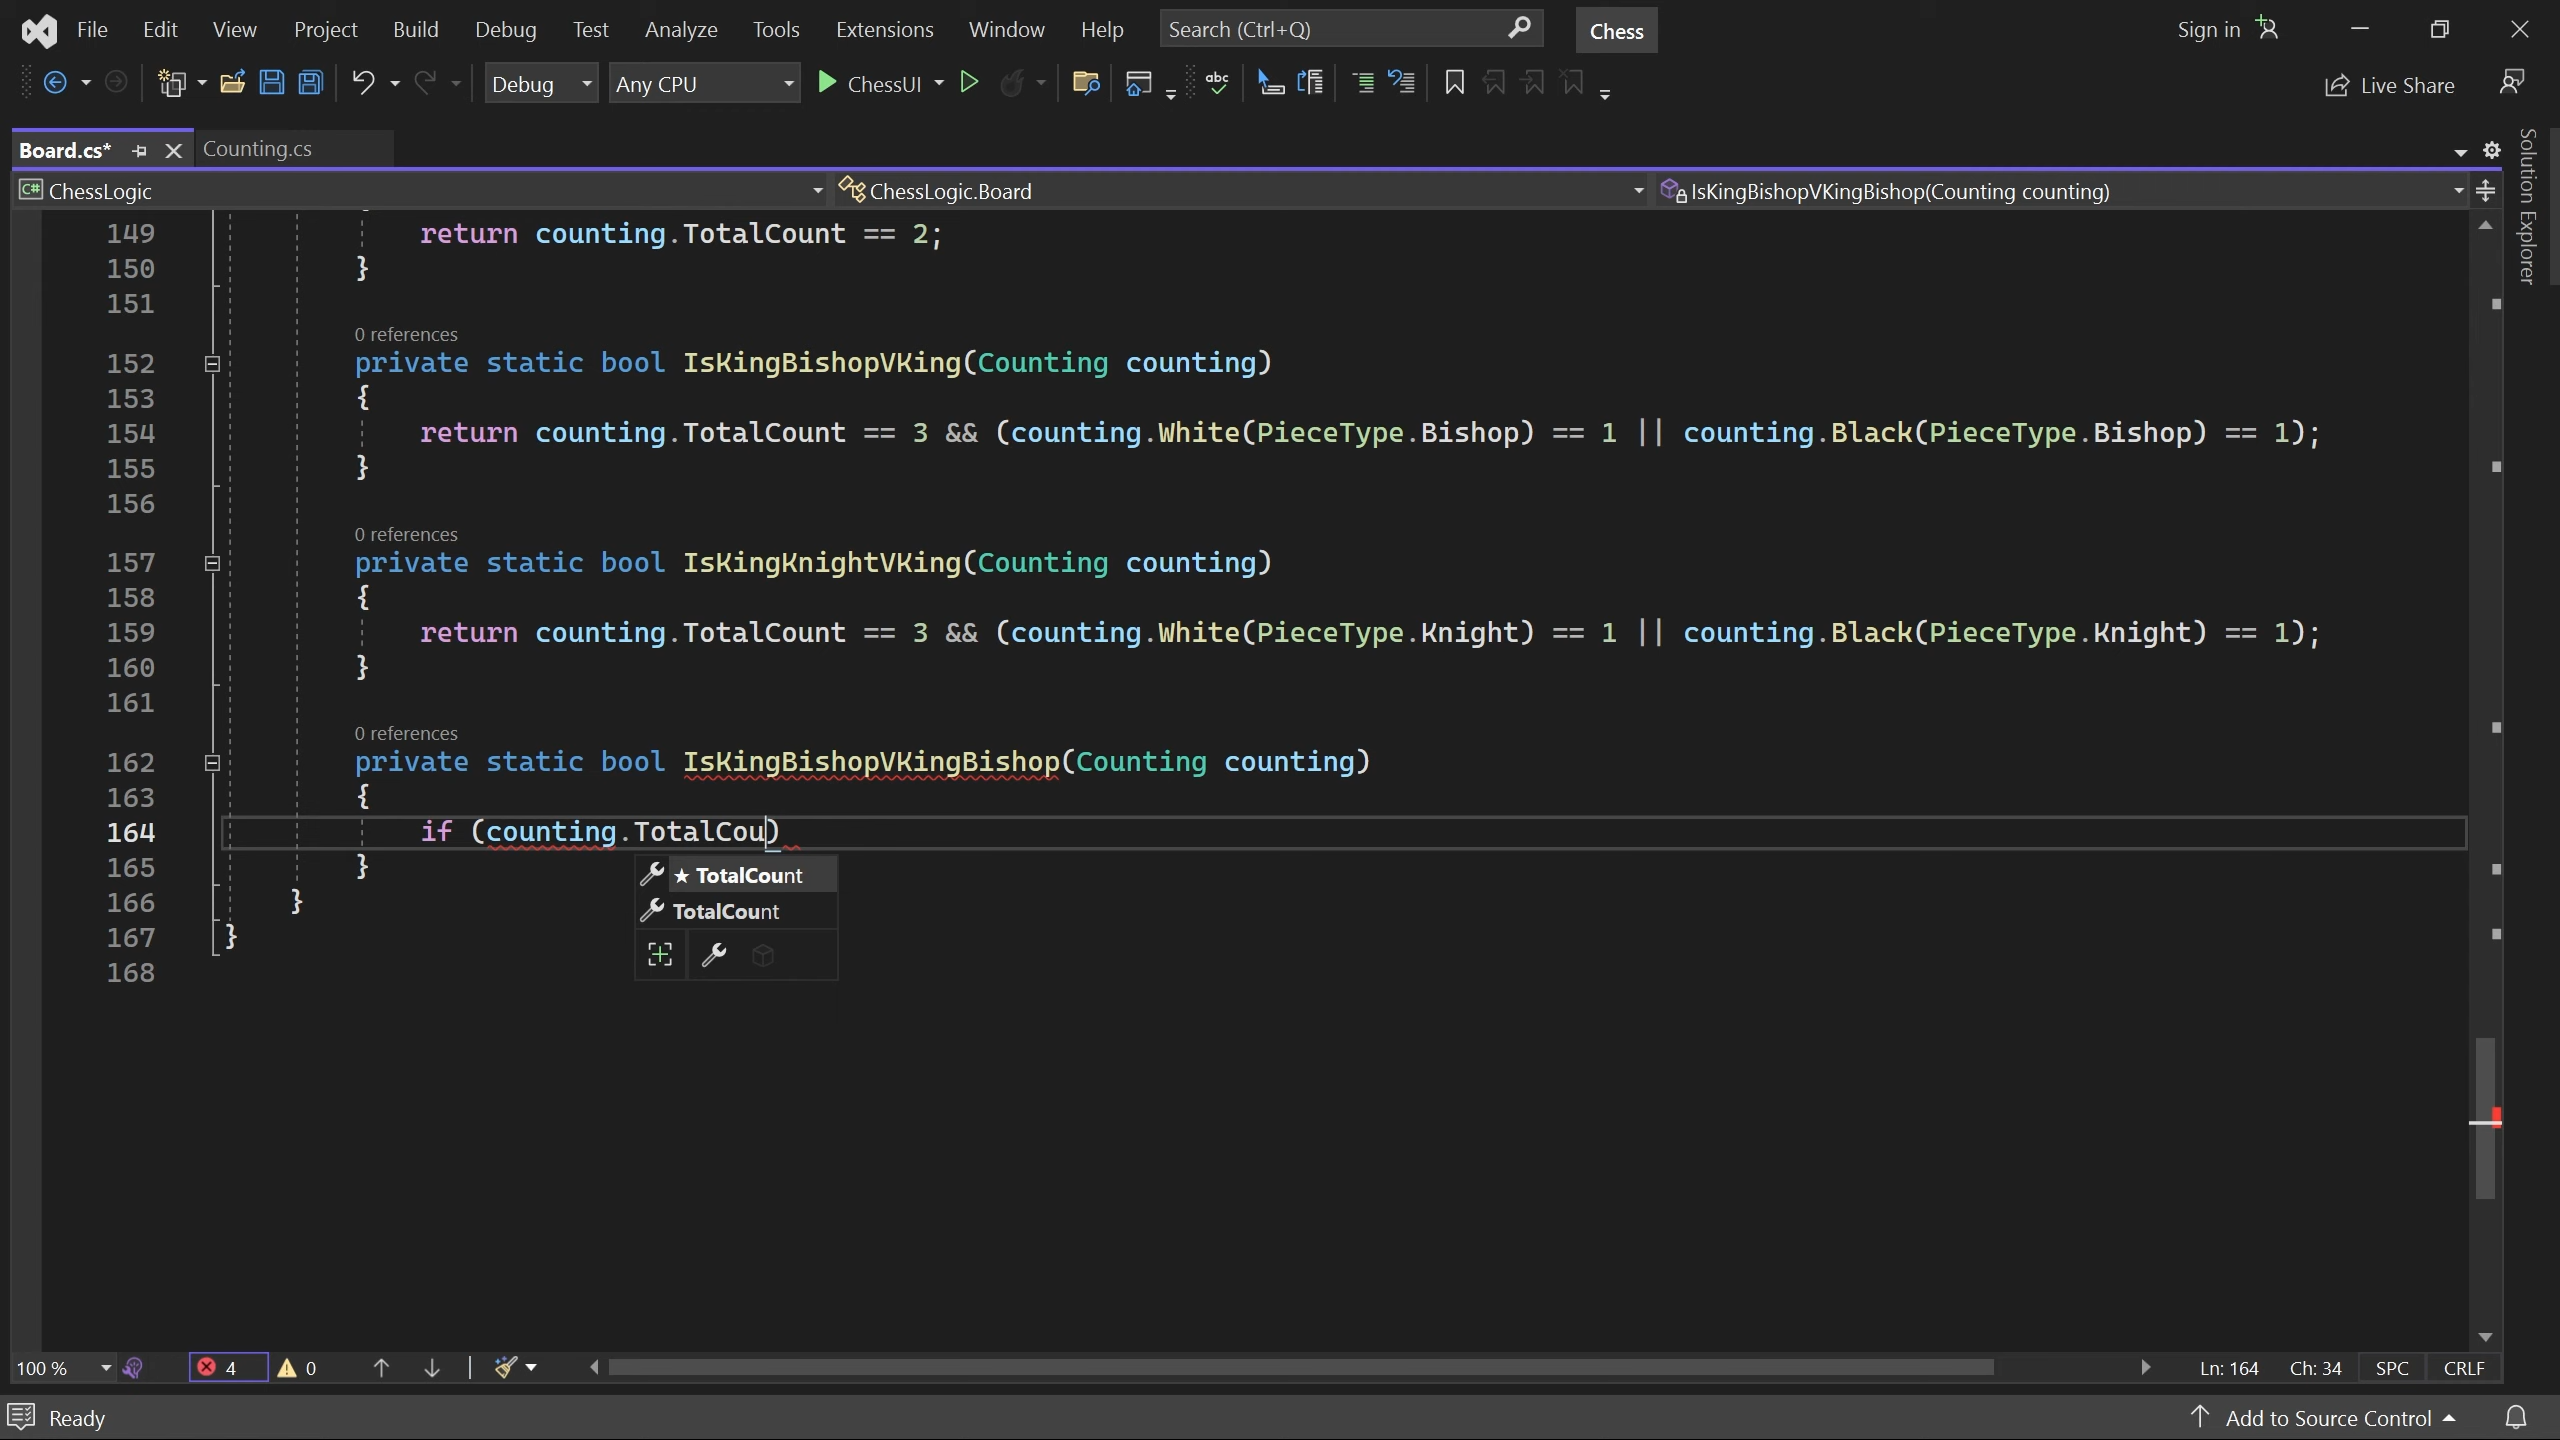 File Edit View Project Build Debug Test Analyze Tools Extensions Window Help Search (Ctrl+Q) Chess Sign in
Debug Any CPU ChessUI abc Live Share
Board.cs* Counting.cs
C# ChessLogic ChessLogic.Board IsKingBishopVKingBishop(Counting counting)
Solution Explorer
149 return counting.TotalCount == 2;
150 }
151
0 references
152 private static bool IsKingBishopVKing(Counting counting)
153 {
154 return counting.TotalCount == 3 && (counting.White(PieceType.Bishop) == 1 || counting.Black(PieceType.Bishop) == 1);
155 }
156
0 references
157 private static bool IsKingKnightVKing(Counting counting)
158 {
159 return counting.TotalCount == 3 && (counting.White(PieceType.Knight) == 1 || counting.Black(PieceType.Knight) == 1);
160 }
161
0 references
162 private static bool IsKingBishopVKingBishop(Counting counting)
163 {
164 if (counting.TotalCou)
165 }
★ TotalCount
166 }
TotalCount
167 }
168
100 % 4 0 Ln: 164 Ch: 34 SPC CRLF
Ready Add to Source Control